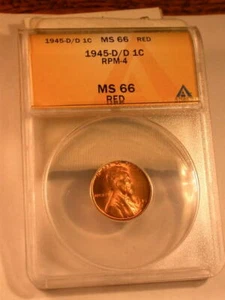 1945-D/D 1C MS 66 RED
1945-D/D 1C
RPM-4
MS 66
RED